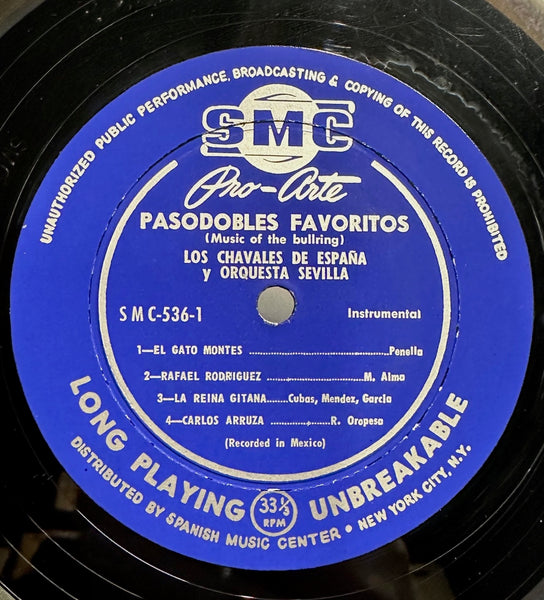 UNAUTHORIZED PUBLIC PERFORMANCE, BROADCASTING & COPYING OF THIS RECORD IS PROHIBITED
SMC
Pro-Arte
PASODOBLES FAVORITOS
(Music of the bullring)
LOS CHAVALES DE ESPAÑA
y ORQUESTA SEVILLA
SMC-536-1 Instrumental
1—EL GATO MONTES ........................................Penella
2—RAFAEL RODRIGUEZ ............................M. Alma
3—LA REINA GITANA.......Cubas, Mendez, Garcia
4—CARLOS ARRUZA ....................R. Oropesa
(Recorded in Mexico)
LONG PLAYING 33 1/3 RPM UNBREAKABLE
DISTRIBUTED BY SPANISH MUSIC CENTER • NEW YORK CITY, N.Y.